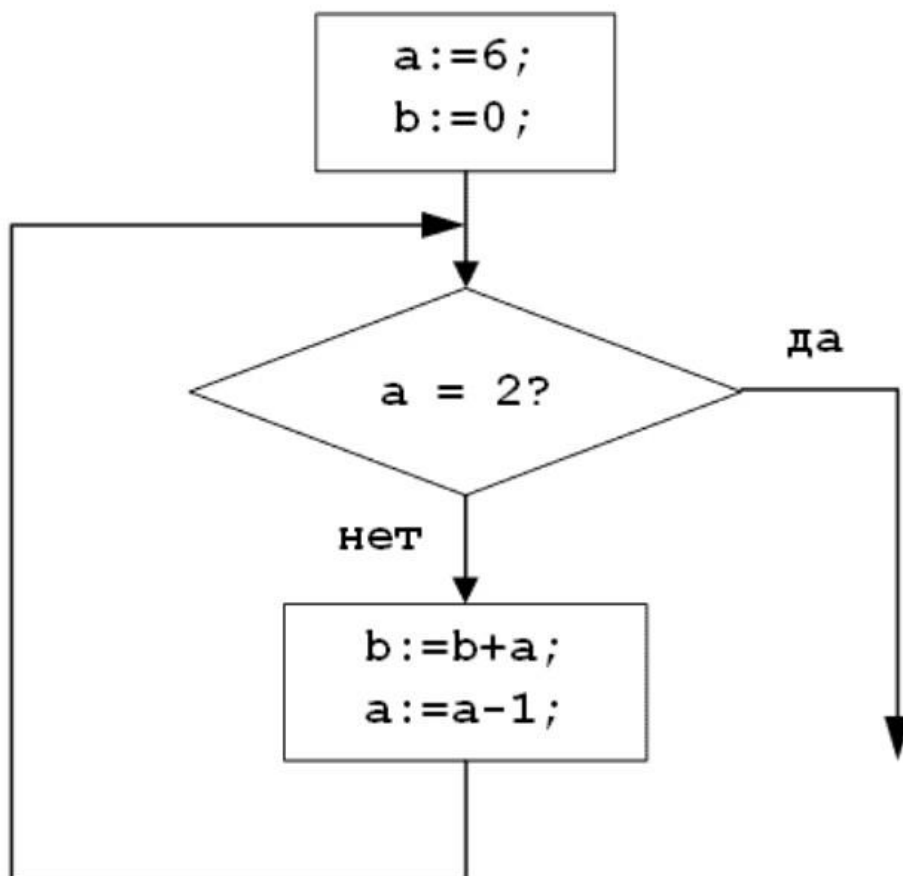 a:=6;
b:=0;
a = 2?
да
нет
b:=b+a;
a:=a-1;